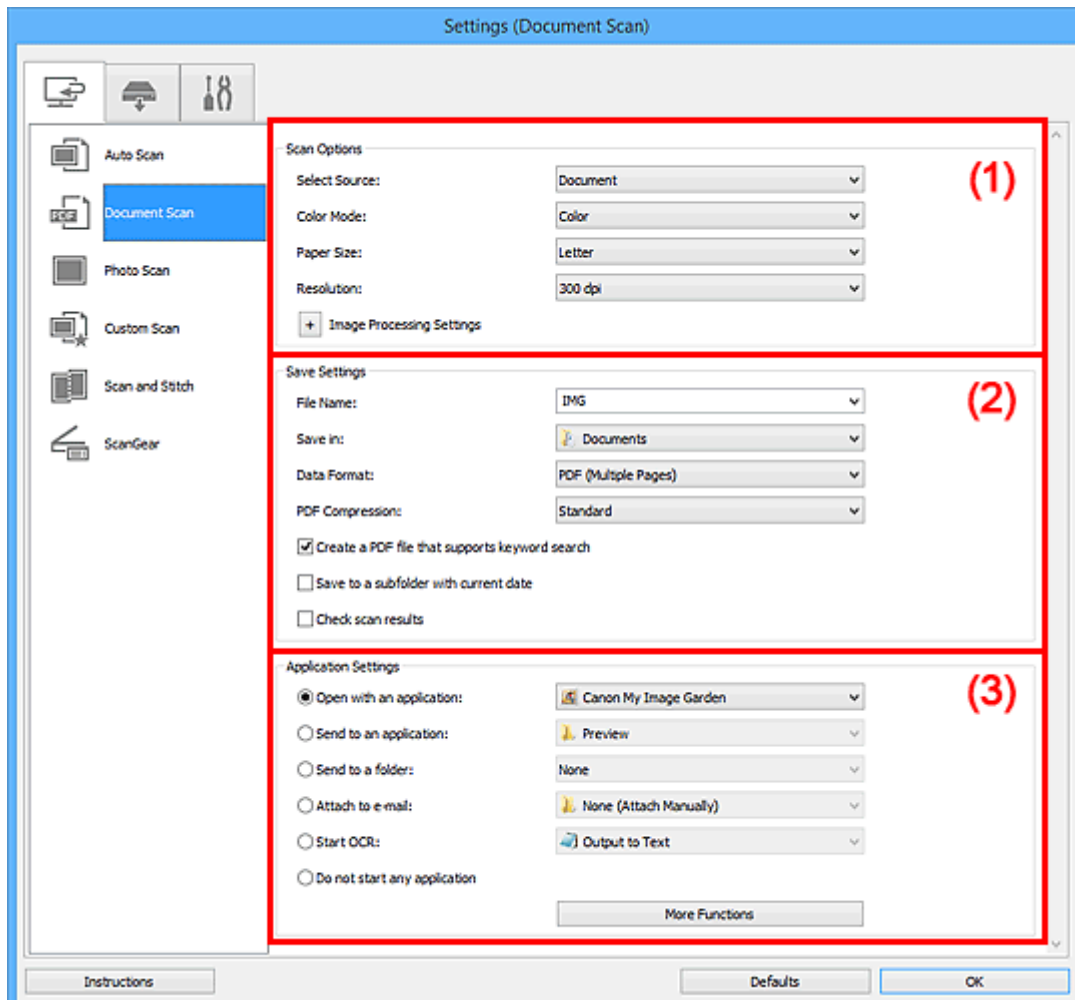 Settings (Document Scan)
Auto Scan
PDF
Document Scan
Photo Scan
Custom Scan
Scan and Stitch
ScanGear
Scan Options
(1)
Select Source: Document
Color Mode: Color
Paper Size: Letter
Resolution: 300 dpi
+ Image Processing Settings
Save Settings
(2)
File Name: IMG
Save in: Documents
Data Format: PDF (Multiple Pages)
PDF Compression: Standard
Create a PDF file that supports keyword search
Save to a subfolder with current date
Check scan results
Application Settings
(3)
Open with an application: Canon My Image Garden
Send to an application: Preview
Send to a folder: None
Attach to e-mail: None (Attach Manually)
Start OCR: Output to Text
Do not start any application
More Functions
Instructions Defaults OK